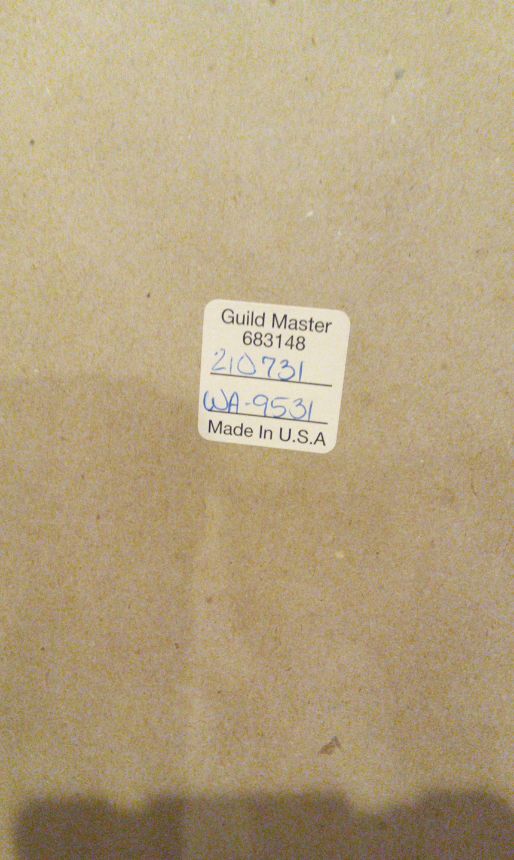 Guild Master
683148
210731
WA-9531
Made In U.S.A